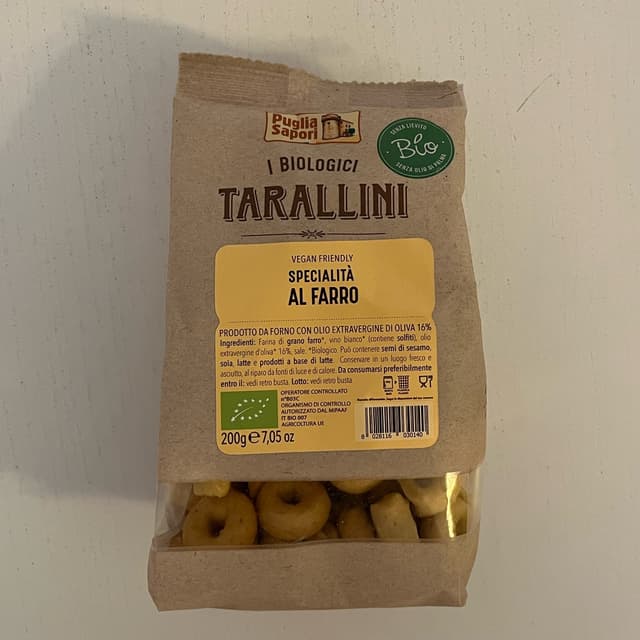 Puglia
Sapori
SENZA LIEVITO
Bio
SENZA OLIO DI PALMA
I BIOLOGICI
TARALLINI
VEGAN FRIENDLY
SPECIALITÀ
AL FARRO
PRODOTTO DA FORNO CON OLIO EXTRAVERGINE DI OLIVA 16%
Ingredienti: Farina di grano farro*, vino bianco* (contiene solfiti), olio
extravergine d'oliva* 16%, sale. *Biologico. Può contenere semi di sesamo,
soia, latte e prodotti a base di latte. Conservare in un luogo fresco e
asciutto, al riparo da fonti di luce e di calore. Da consumarsi preferibilmente
entro il: vedi retro busta. Lotto: vedi retro busta.
OPERATORE CONTROLLATO
n°B03C
ORGANISMO DI CONTROLLO
AUTORIZZATO DAL MIPAAF
IT BIO 007
AGRICOLTURA UE
200g e 7,05 oz
8 028116 030140